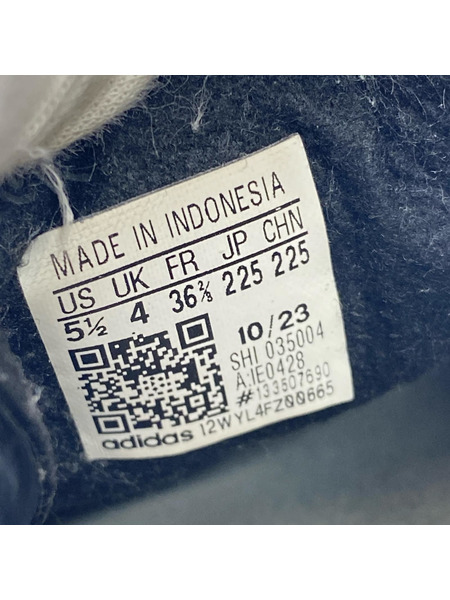 MADE IN INDONESIA
US UK FR JP CHN
5½ 4 36⅔ 225 225
10/23
SHI 035004
A:IE0428
#133507690
adidas 12WYL4FZ00665